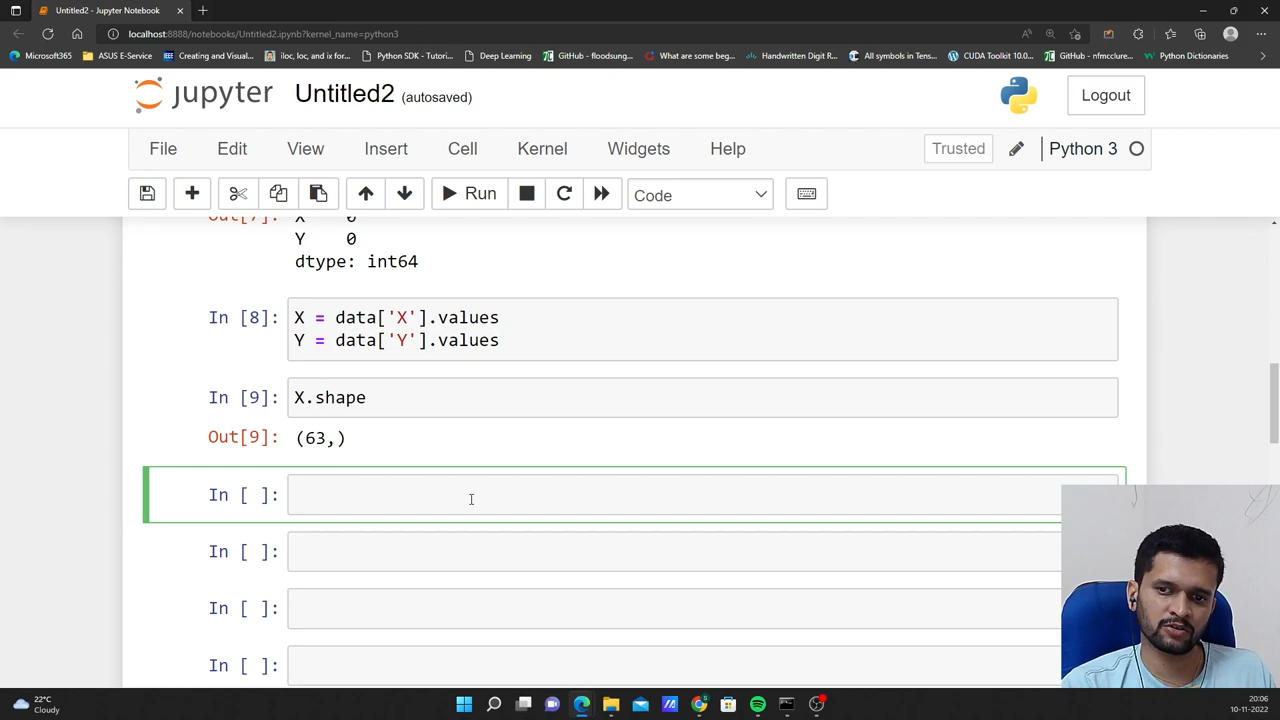 Untitled2 - Jupyter Notebook
localhost:8888/notebooks/Untitled2.ipynb?kernel_name=python3
Microsoft365
ASUS E-Service
Creating and Visual...
iloc, loc, and ix for...
Python SDK - Tutori...
Deep Learning
GitHub - floodsung...
What are some beg...
Handwritten Digit R...
All symbols in Tens...
CUDA Toolkit 10.0...
GitHub - nfmcclure...
Python Dictionaries
jupyter Untitled2 (autosaved)
Logout
File Edit View Insert Cell Kernel Widgets Help
Trusted
Python 3
Run
Code
Out[7]: X 0
Y 0
dtype: int64
In [8]: X = data['X'].values
Y = data['Y'].values
In [9]: X.shape
Out[9]: (63,)
In [ ]:
In [ ]:
In [ ]:
In [ ]:
22°C
Cloudy
5
20:06
10-11-2022